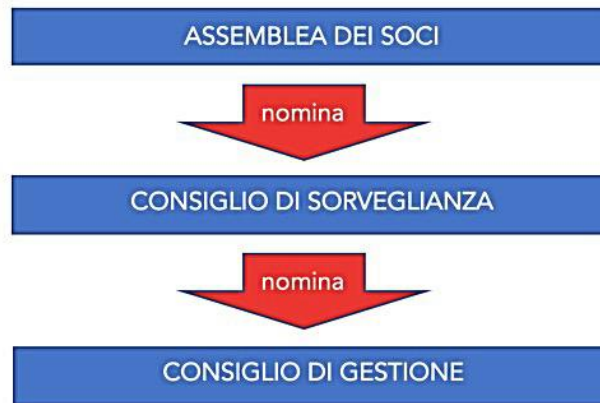 ASSEMBLEA DEI SOCI
nomina
CONSIGLIO DI SORVEGLIANZA
nomina
CONSIGLIO DI GESTIONE